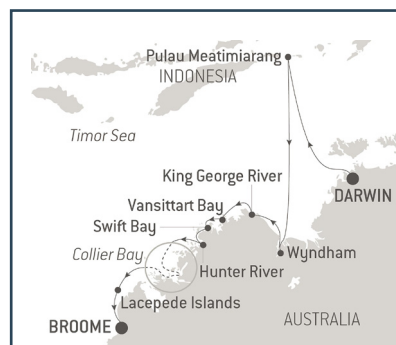 Pulau Meatimiarang
INDONESIA
Timor Sea
King George River
DARWIN
Vansittart Bay
Swift Bay
Collier Bay
Wyndham
Hunter River
Lacepede Islands
AUSTRALIA
BROOME